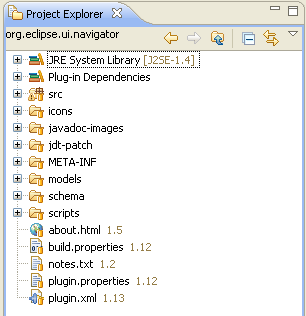 Project Explorer
org.eclipse.ui.navigator
JRE System Library [J2SE-1.4]
Plug-in Dependencies
src
icons
javadoc-images
jdt-patch
META-INF
models
schema
scripts
about.html 1.5
build.properties 1.12
notes.txt 1.2
plugin.properties 1.12
plugin.xml 1.13